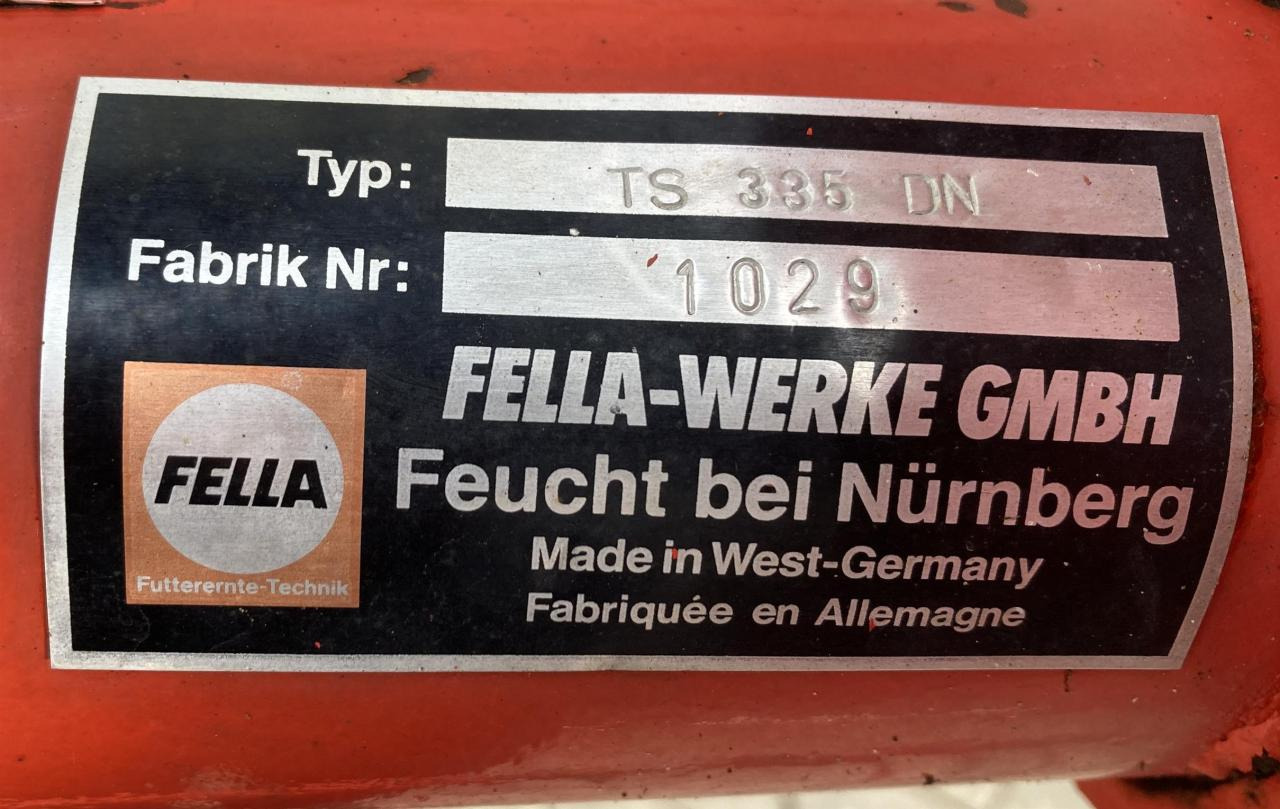 Typ: TS 335 DN
Fabrik Nr: 1029
FELLA-WERKE GMBH
Feucht bei Nürnberg
Made in West-Germany
Fabriquée en Allemagne
FELLA
Futterernte-Technik